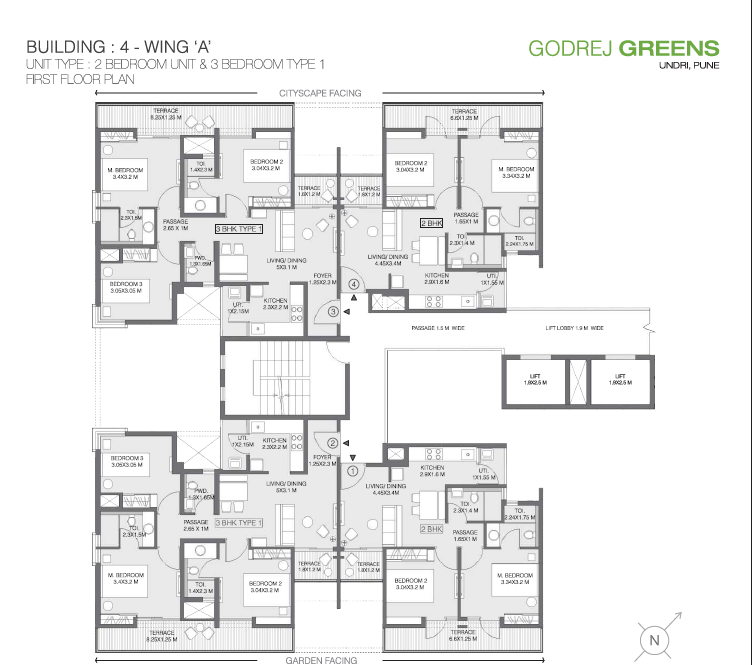 BUILDING : 4 - WING ‘A’
UNIT TYPE : 2 BEDROOM UNIT & 3 BEDROOM TYPE 1
FIRST FLOOR PLAN
GODREJ GREENS
UNDRI, PUNE
CITYSCAPE FACING
TERRACE
8.25X1.25 M
TERRACE
6.6X1.25 M
M. BEDROOM
3.4X3.2 M
TOI.
1.4X2.3 M
BEDROOM 2
3.04X3.2 M
BEDROOM 2
3.04X3.2 M
M. BEDROOM
3.34X3.2 M
TERRACE
1.8X1.2 M
TERRACE
1.8X1.2 M
TOI.
2.3X1.5M
PASSAGE
2.65 X 1M
3 BHK TYPE 1
2 BHK
PASSAGE
1.65X1 M
TOI.
2.3X1.4 M
TOI.
2.24X1.75 M
BEDROOM 3
3.05X3.05 M
PWD.
1.3X1.65M
LIVING/ DINING
5X3.1 M
FOYER
1.25X2.3 M
LIVING/ DINING
4.45X3.4M
KITCHEN
2.9X1.6 M
UTI.
1X1.55 M
UTI.
1X2.15M
KITCHEN
2.3X2.2 M
4
3
PASSAGE 1.5 M WIDE
LIFT LOBBY 1.9 M WIDE
LIFT
1.9X2.5 M
LIFT
1.9X2.5 M
UTI.
1X2.15M
KITCHEN
2.3X2.2 M
2
1
FOYER
1.25X2.3 M
BEDROOM 3
3.05X3.05 M
PWD.
1.3X1.65M
LIVING/ DINING
5X3.1 M
LIVING/ DINING
4.45X3.4M
KITCHEN
2.9X1.6 M
UTI.
1X1.55 M
TOI.
2.3X1.4 M
TOI.
2.24X1.75 M
TOI.
2.3X1.5M
PASSAGE
2.65 X 1M
3 BHK TYPE 1
2 BHK
PASSAGE
1.65X1 M
TERRACE
1.8X1.2 M
TERRACE
1.8X1.2 M
M. BEDROOM
3.4X3.2 M
TOI.
1.4X2.3 M
BEDROOM 2
3.04X3.2 M
BEDROOM 2
3.04X3.2 M
M. BEDROOM
3.34X3.2 M
TERRACE
8.25X1.25 M
TERRACE
6.6X1.25 M
GARDEN FACING
N